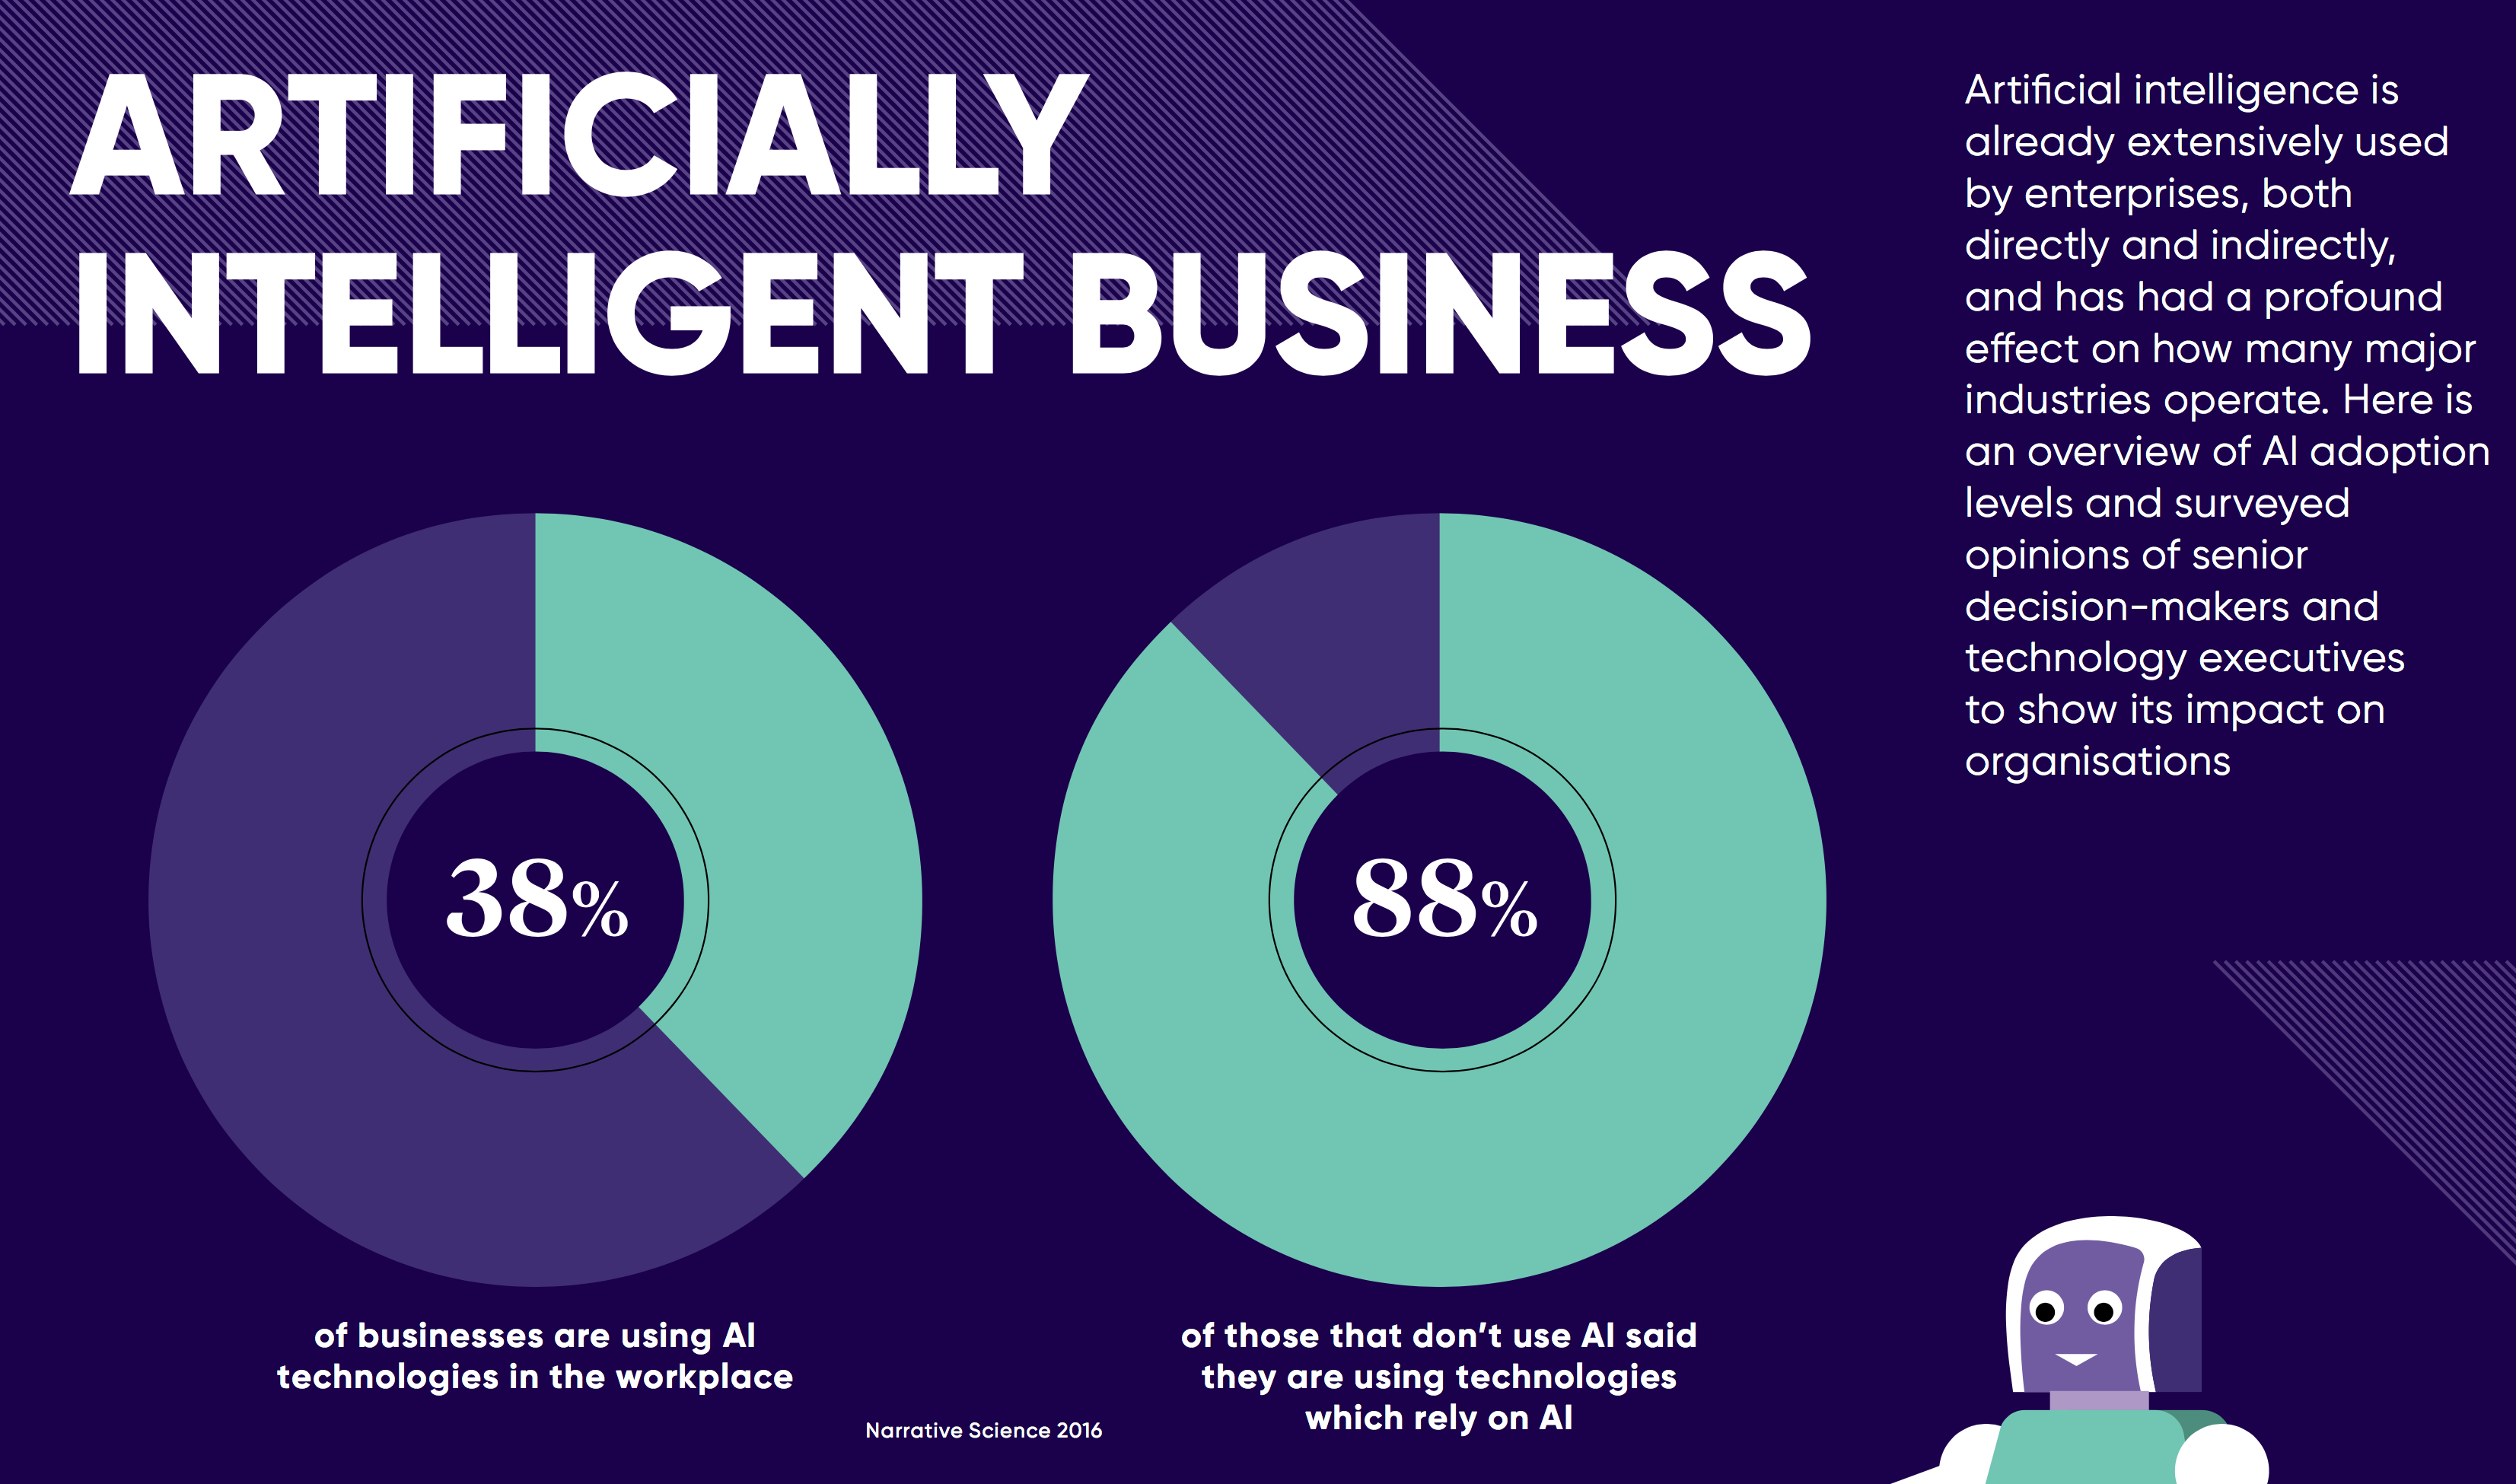 ARTIFICIALLY
INTELLIGENT BUSINESS
Artificial intelligence is
already extensively used
by enterprises, both
directly and indirectly,
and has had a profound
effect on how many major
industries operate. Here is
an overview of AI adoption
levels and surveyed
opinions of senior
decision-makers and
technology executives
to show its impact on
organisations
38%
of businesses are using AI
technologies in the workplace
88%
of those that don’t use AI said
they are using technologies
which rely on AI
Narrative Science 2016